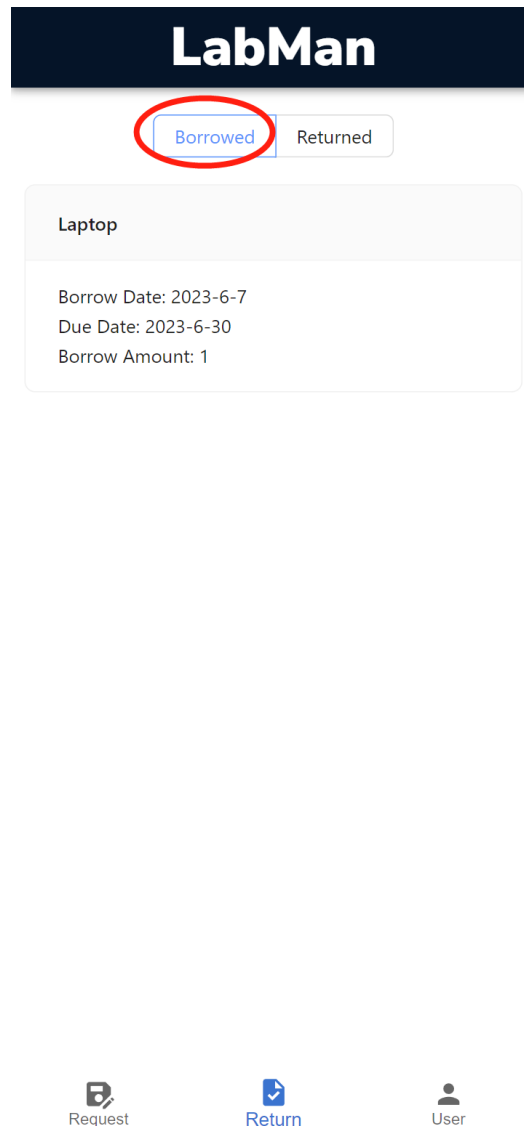 LabMan
Borrowed Returned
Laptop
Borrow Date: 2023-6-7
Due Date: 2023-6-30
Borrow Amount: 1
Request Return User